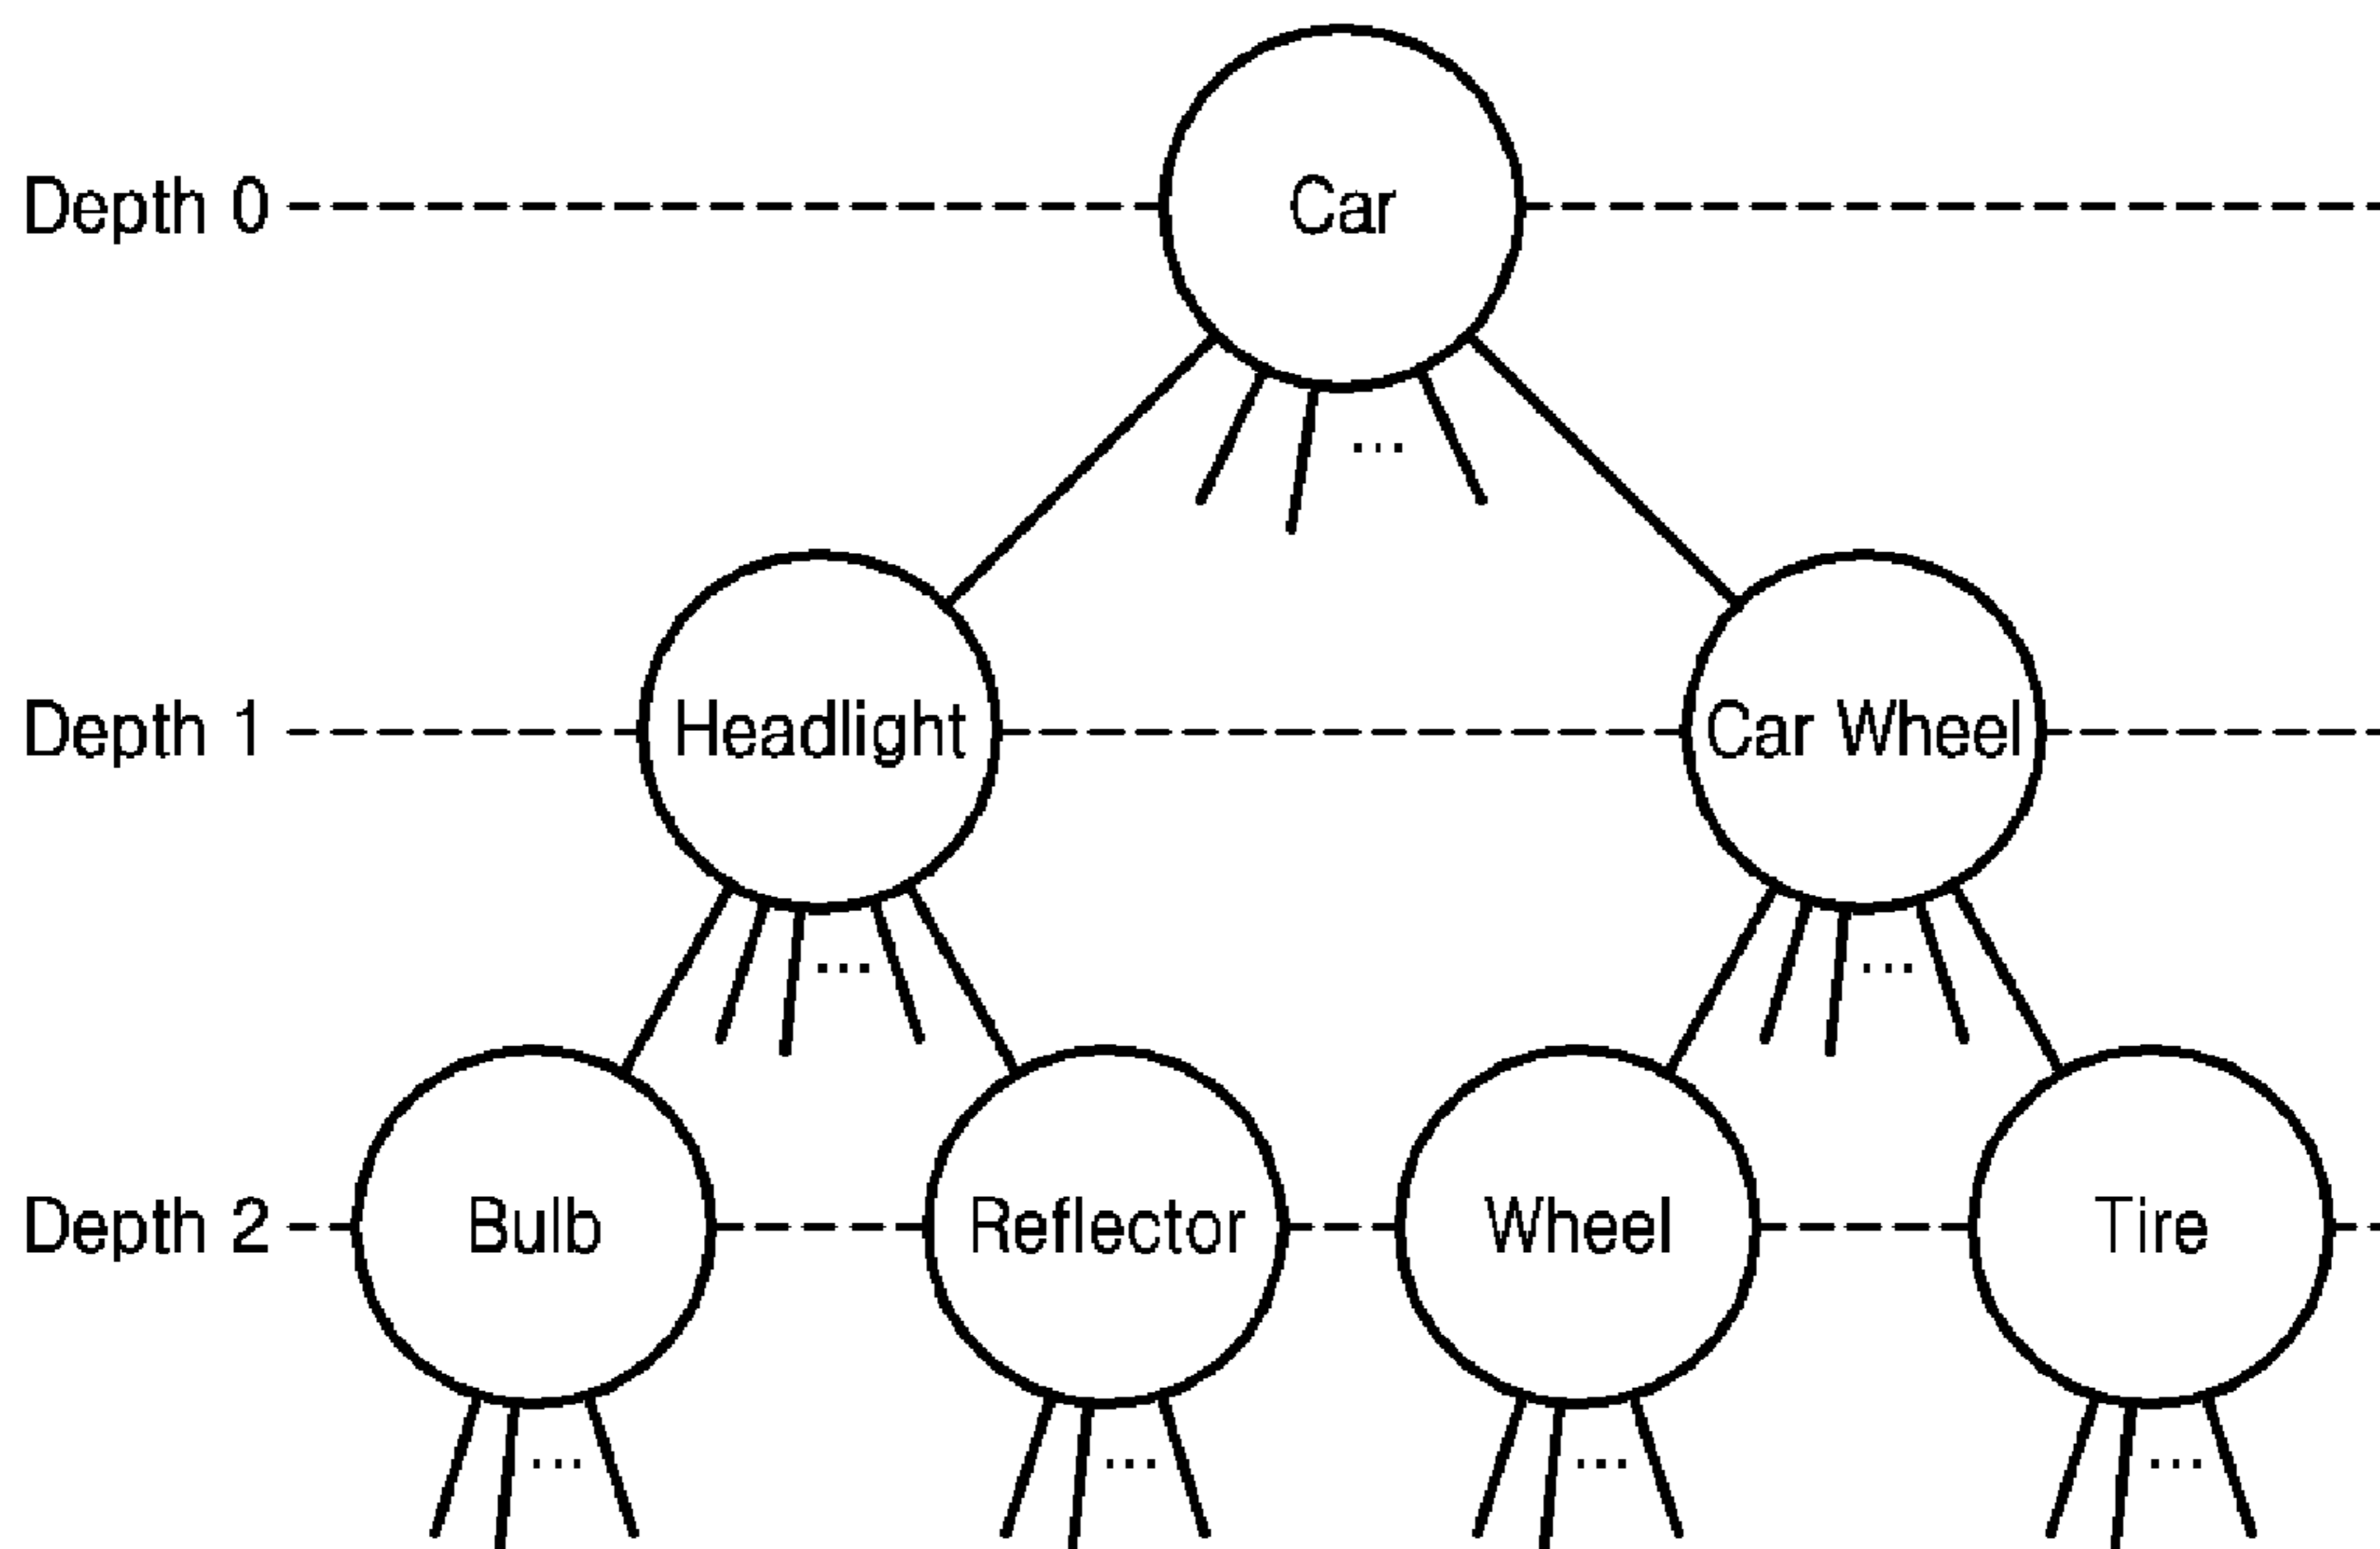 Depth 0
Car
...
Depth 1
Headlight
Car Wheel
...
...
Depth 2
Bulb
Reflector
Wheel
Tire
...
...
...
...